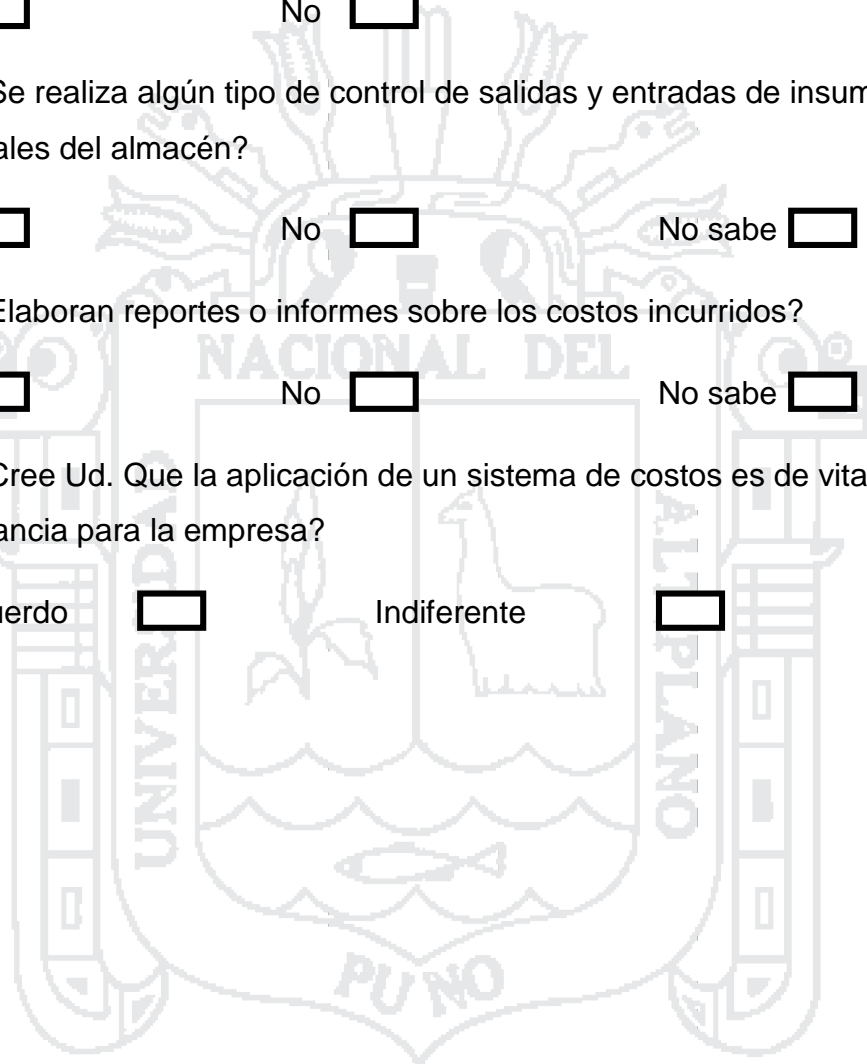 No
Se realiza algún tipo de control de salidas y entradas de insum
ales del almacén?
No No sabe
Elaboran reportes o informes sobre los costos incurridos?
NACIONAL DEL
No No sabe
Cree Ud. Que la aplicación de un sistema de costos es de vita
ancia para la empresa?
uerdo Indiferente
UNIVERSIDAD
ALTIPLANO
PUNO